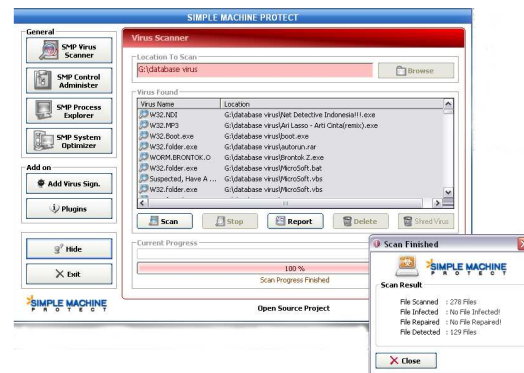 SIMPLE MACHINE PROTECT
General
SMP Virus Scanner
SMP Control Administer
SMP Process Explorer
SMP System Optimizer
Add on
Add Virus Sign.
Plugins
Hide
Exit
SIMPLE MACHINE
PROTECT
Virus Scanner
Location To Scan
G:\database virus
Browse
Virus Found
Virus Name Location
W32.NDI G:\database virus\Net Detective Indonesia!!!.exe
W32.MP3 G:\database virus\Ari Lasso - Arti Cinta(remix).exe
W32.Boot.exe G:\database virus\boot.exe
W32.folder.exe G:\database virus\autorun.rar
WORM.BRONTOK.O G:\database virus\Brontok Z.exe
W32.folder.exe G:\database virus\MicroSoft.bat
Suspected, Have A ... G:\database virus\MicroSoft.vbs
W32.folder.exe G:\database virus\MicroSoft.vbs
Scan Stop Report Delete Shred Virus
Current Progress
100 %
Scan Progress Finished
Open Source Project
Scan Finished
SIMPLE MACHINE
PROTECT
Scan Result
File Scanned : 278 Files
File Infected : No File Infected!
File Repaired : No File Repaired!
File Detected : 129 Files
Close